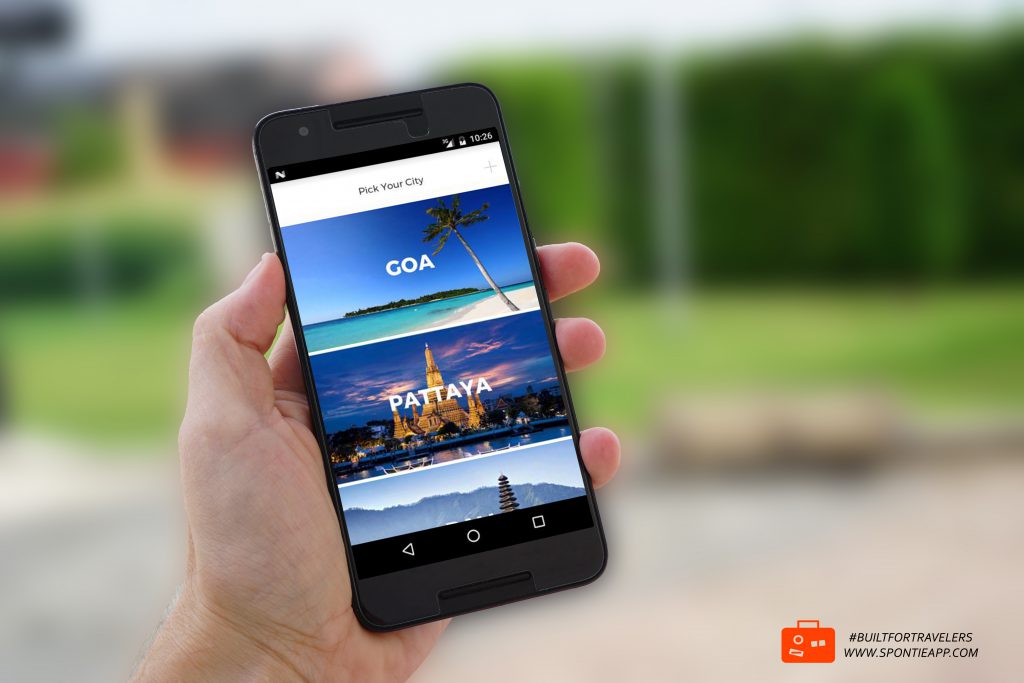 10:26
Pick Your City
GOA
PATTAYA
#BUILTFORTRAVELERS
WWW.SPONTIEAPP.COM